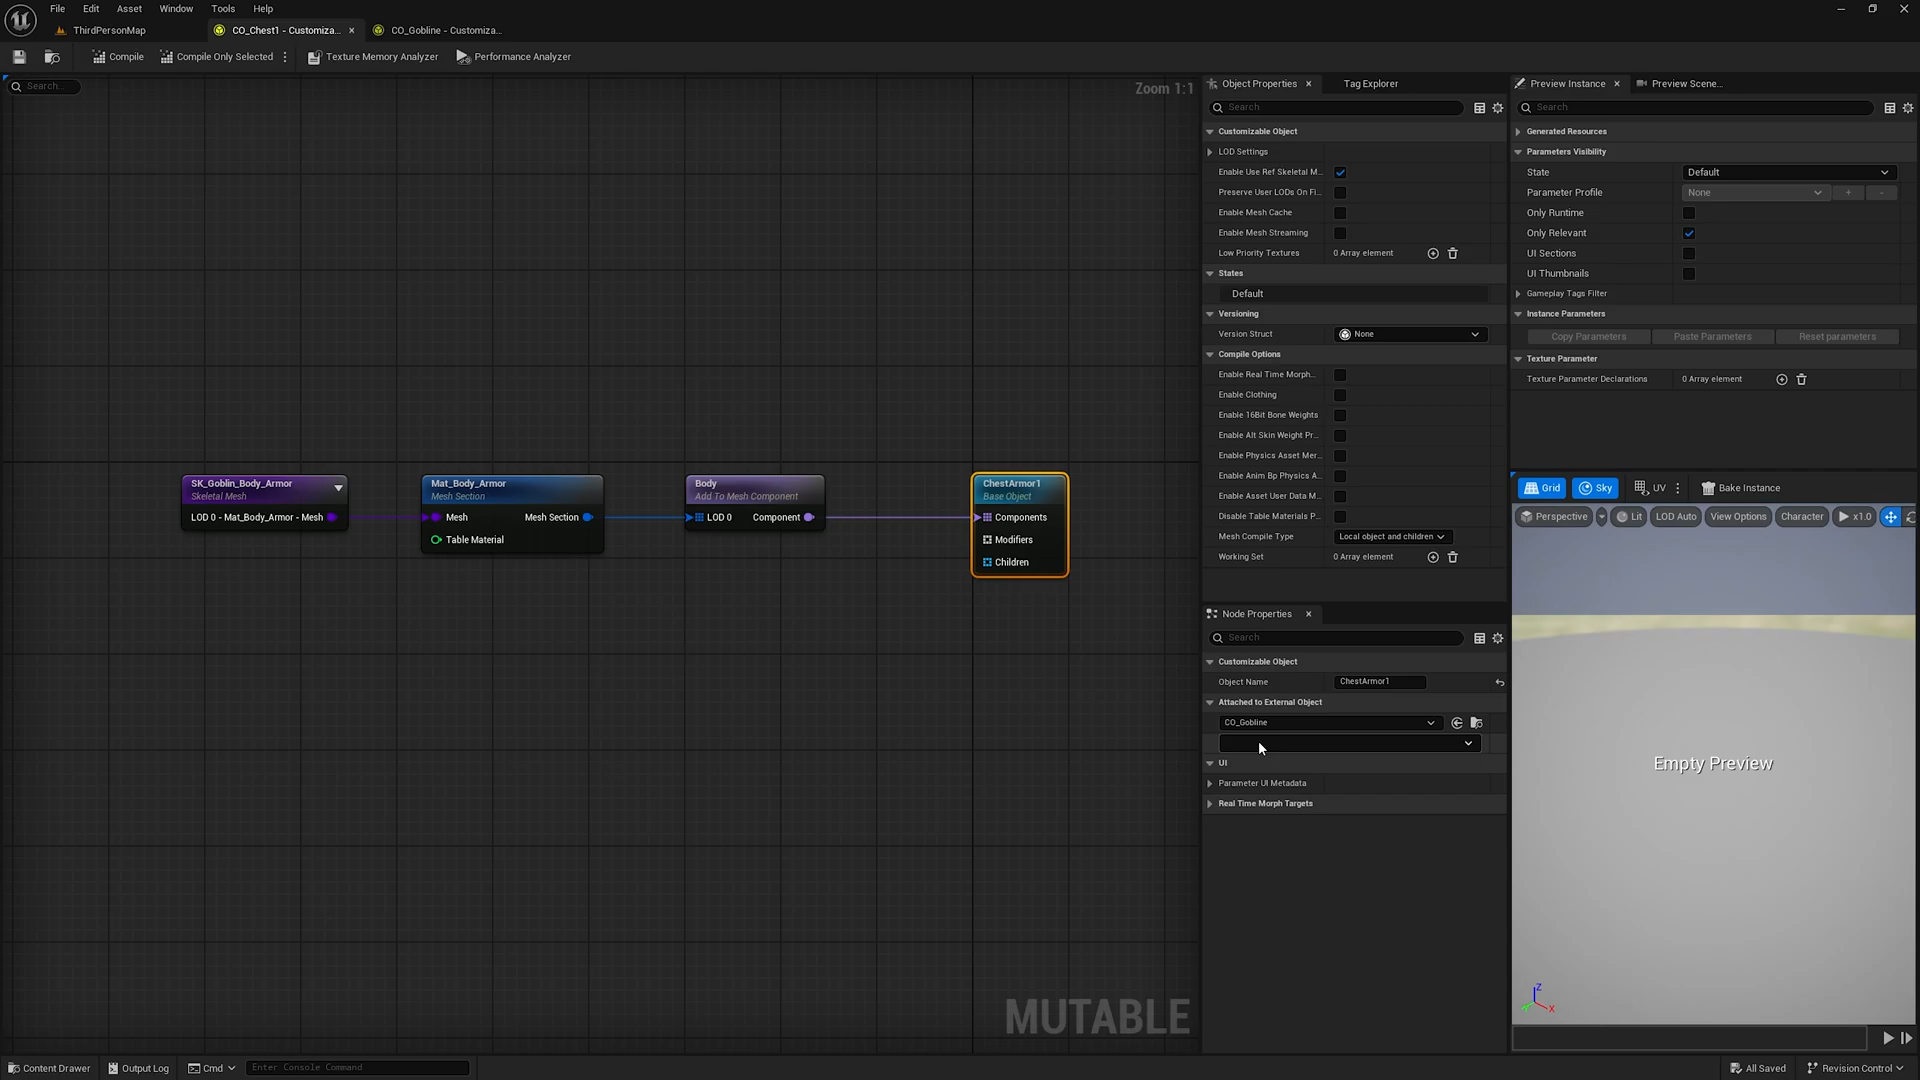 File Edit Asset Window Tools Help
ThirdPersonMap
CO_Chest1 - Customiza...
CO_Gobline - Customiza...
Compile
Compile Only Selected
Texture Memory Analyzer
Performance Analyzer
Search...
Zoom 1:1
SK_Goblin_Body_Armor
Skeletal Mesh
LOD 0 - Mat_Body_Armor - Mesh
Mat_Body_Armor
Mesh Section
Mesh
Mesh Section
Table Material
Body
Add To Mesh Component
LOD 0
Component
ChestArmor1
Base Object
Components
Modifiers
Children
MUTABLE
Object Properties
Tag Explorer
Search
Customizable Object
LOD Settings
Enable Use Ref Skeletal M...
Preserve User LODs On Fi...
Enable Mesh Cache
Enable Mesh Streaming
Low Priority Textures 0 Array element
States
Default
Versioning
Version Struct None
Compile Options
Enable Real Time Morph...
Enable Clothing
Enable 16Bit Bone Weights
Enable Alt Skin Weight Pr...
Enable Physics Asset Mer...
Enable Anim Bp Physics A...
Enable Asset User Data M...
Disable Table Materials P...
Mesh Compile Type Local object and children
Working Set 0 Array element
Node Properties
Search
Customizable Object
Object Name ChestArmor1
Attached to External Object
CO_Gobline
UI
Parameter UI Metadata
Real Time Morph Targets
Preview Instance
Preview Scene...
Search
Generated Resources
Parameters Visibility
State Default
Parameter Profile None + -
Only Runtime
Only Relevant
UI Sections
UI Thumbnails
Gameplay Tags Filter
Instance Parameters
Copy Parameters Paste Parameters Reset parameters
Texture Parameter
Texture Parameter Declarations 0 Array element
Grid Sky UV Bake Instance
Perspective Lit LOD Auto View Options Character x1.0
Empty Preview
Z
X
Content Drawer Output Log Cmd Enter Console Command
All Saved Revision Control